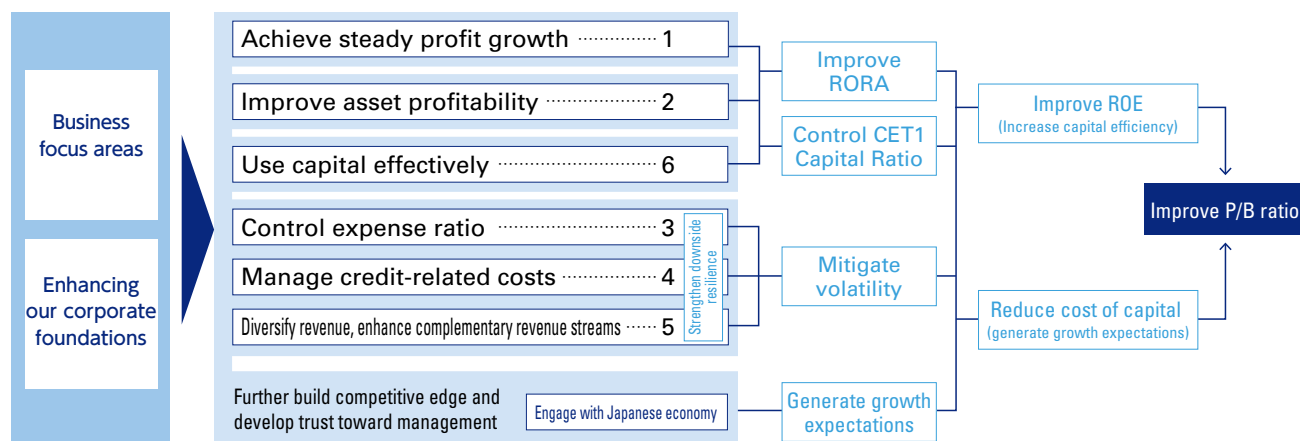 Business
focus areas
Enhancing
our corporate
foundations
Achieve steady profit growth ·············· 1
Improve asset profitability ················· 2
Use capital effectively ························ 6
Control expense ratio ························ 3
Manage credit-related costs ············· 4
Diversify revenue, enhance complementary revenue streams ······ 5
Strengthen downside
resilience
Further build competitive edge and
develop trust toward management
Engage with Japanese economy
Improve
RORA
Control CET1
Capital Ratio
Mitigate
volatility
Generate growth
expectations
Improve ROE
(Increase capital efficiency)
Reduce cost of capital
(generate growth expectations)
Improve P/B ratio